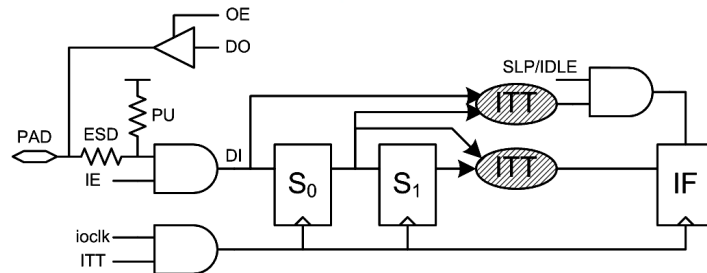 OE
DO
SLP/IDLE
ITT
PU
PAD
ESD
DI
IE
S0
S1
ITT
IF
ioclk
ITT